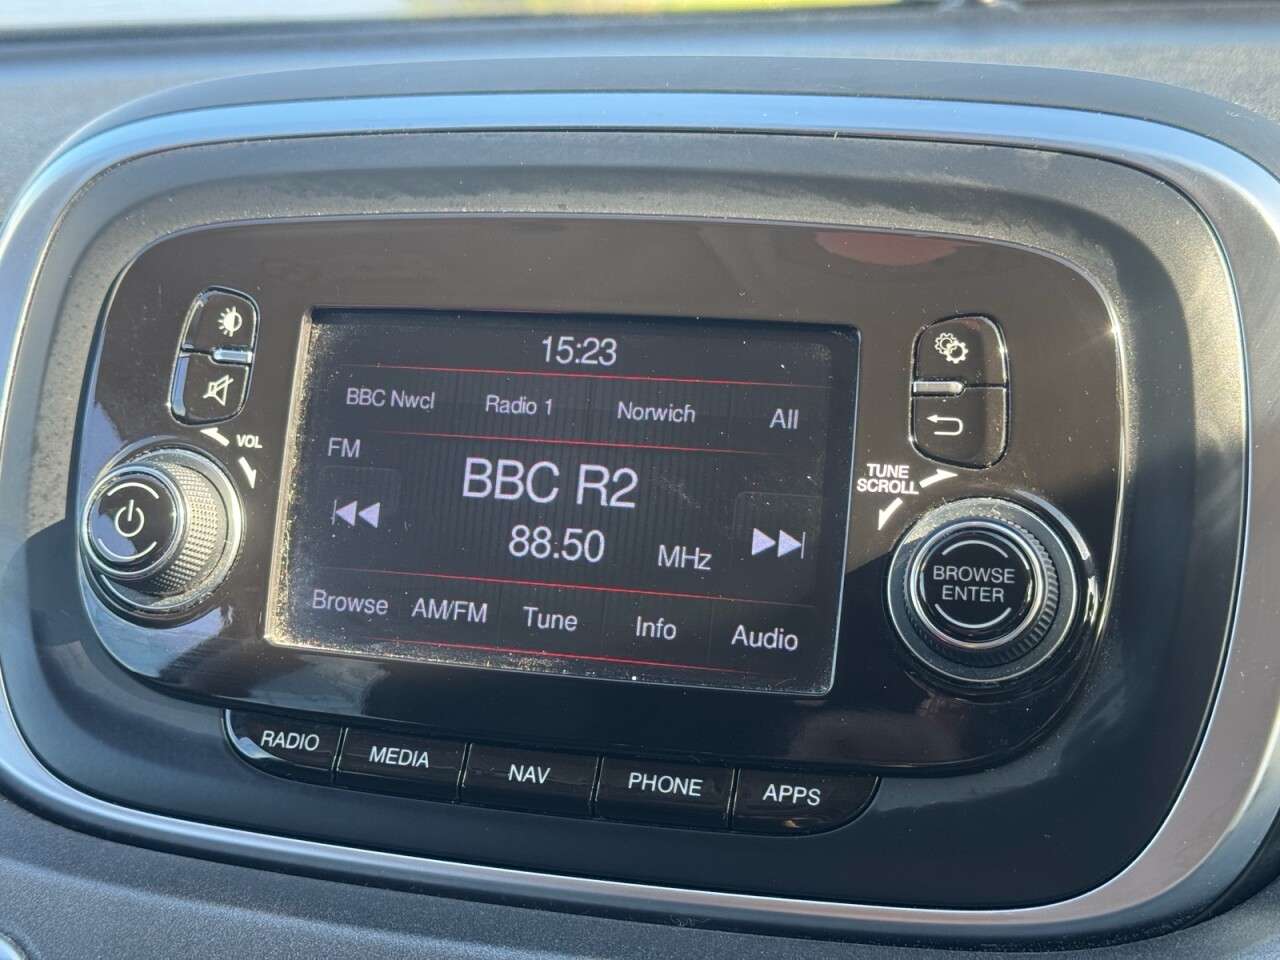 15:23
BBC Nwcl Radio 1 Norwich All
FM
BBC R2
88.50 MHz
Browse AM/FM Tune Info Audio
VOL
TUNE
SCROLL
BROWSE
ENTER
RADIO MEDIA NAV PHONE APPS